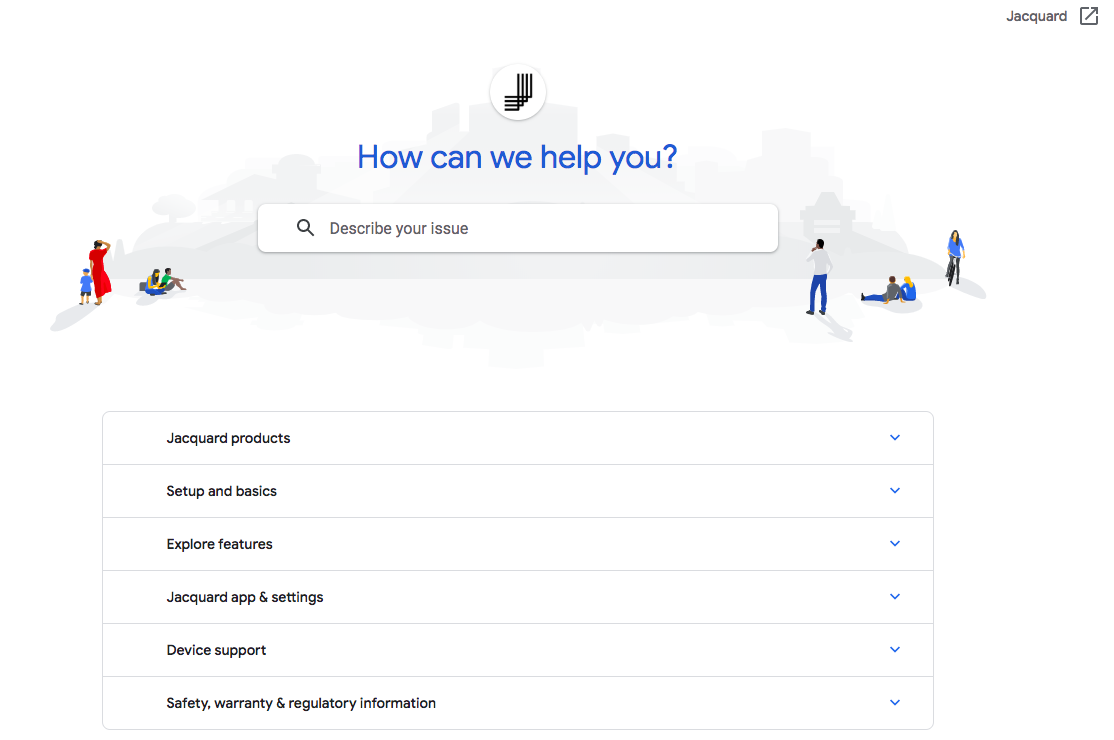 Jacquard
How can we help you?
Describe your issue
Jacquard products
Setup and basics
Explore features
Jacquard app & settings
Device support
Safety, warranty & regulatory information